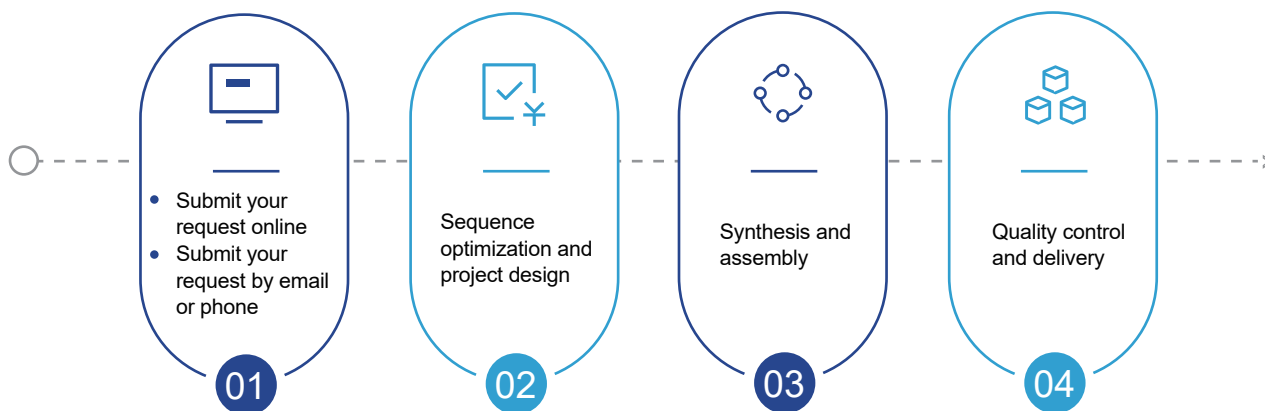 • Submit your
request online
• Submit your
request by email
or phone
01
Sequence
optimization and
project design
02
Synthesis and
assembly
03
Quality control
and delivery
04